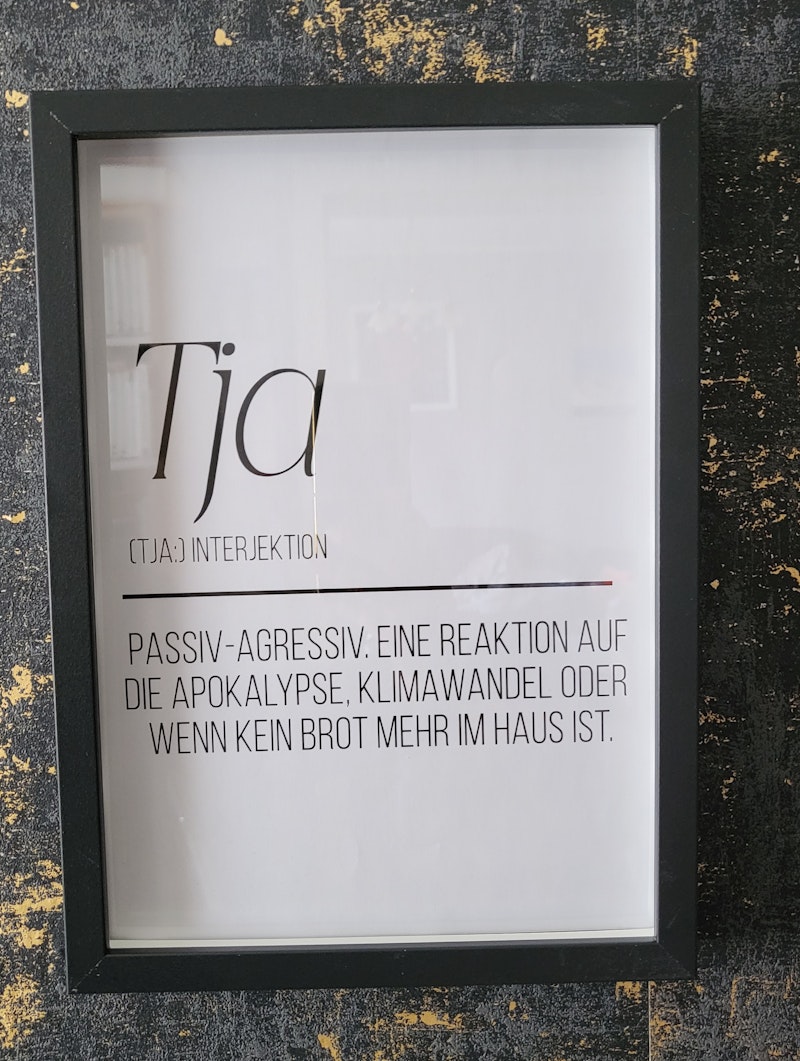 Tja
(TJA:) INTERJEKTION
PASSIV-AGRESSIV. EINE REAKTION AUF
DIE APOKALYPSE, KLIMAWANDEL ODER
WENN KEIN BROT MEHR IM HAUS IST.